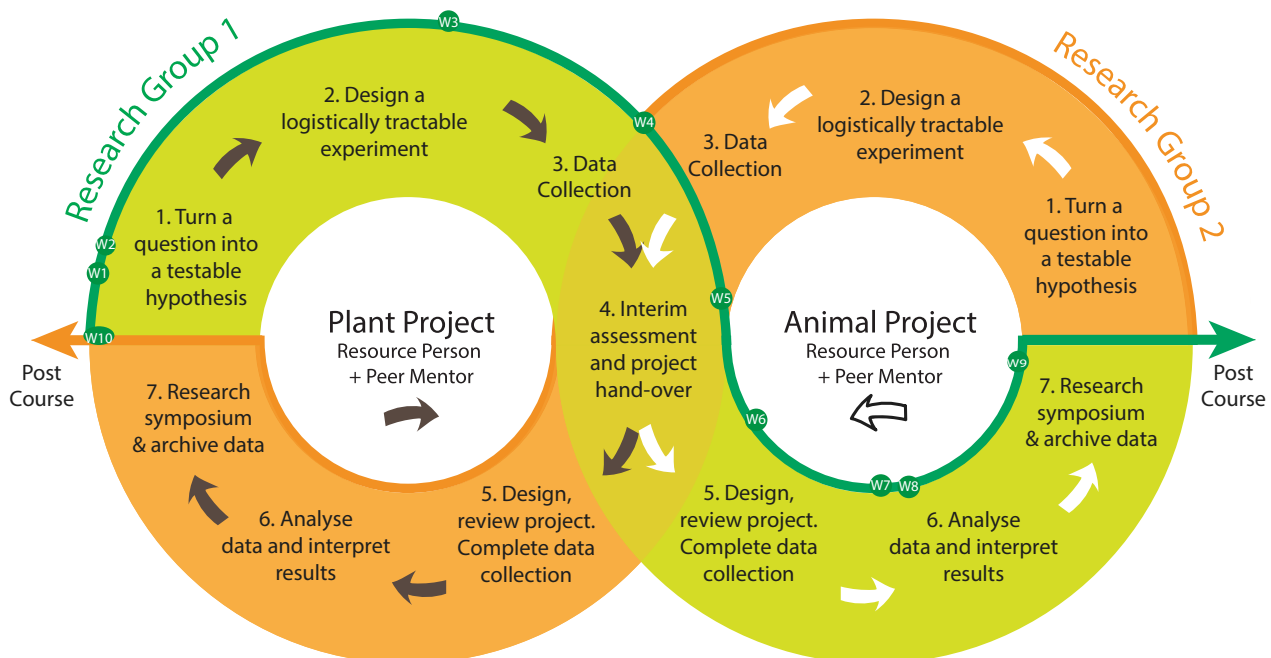 Research Group 1
Research Group 2
W3
W4
W2
W1
W10
W5
W6
W7
W8
W9
1. Turn a
question into
a testable
hypothesis
2. Design a
logistically tractable
experiment
3. Data
Collection
4. Interim
assessment
and project
hand-over
5. Design,
review project.
Complete data
collection
6. Analyse
data and interpret
results
7. Research
symposium
& archive data
Plant Project
Resource Person
+ Peer Mentor
Post
Course
1. Turn a
question into
a testable
hypothesis
2. Design a
logistically tractable
experiment
3. Data
Collection
5. Design,
review project.
Complete data
collection
6. Analyse
data and interpret
results
7. Research
symposium
& archive data
Animal Project
Resource Person
+ Peer Mentor
Post
Course